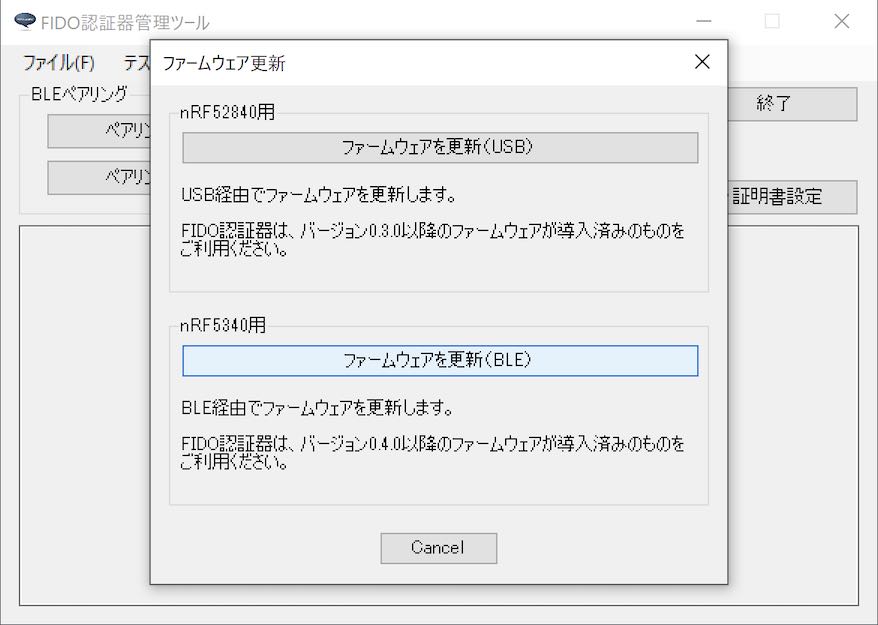 FIDO認証器管理ツール
ファイル(F) テス
ファームウェア更新
BLEペアリング
nRF52840用
終了
ペアリン
ファームウェアを更新(USB)
ペアリン
USB経由でファームウェアを更新します。
証明書設定
FIDO認証器は、バージョン0.3.0以降のファームウェアが導入済みのものを
ご利用ください。
nRF5340用
ファームウェアを更新(BLE)
BLE経由でファームウェアを更新します。
FIDO認証器は、バージョン0.4.0以降のファームウェアが導入済みのものを
ご利用ください。
Cancel